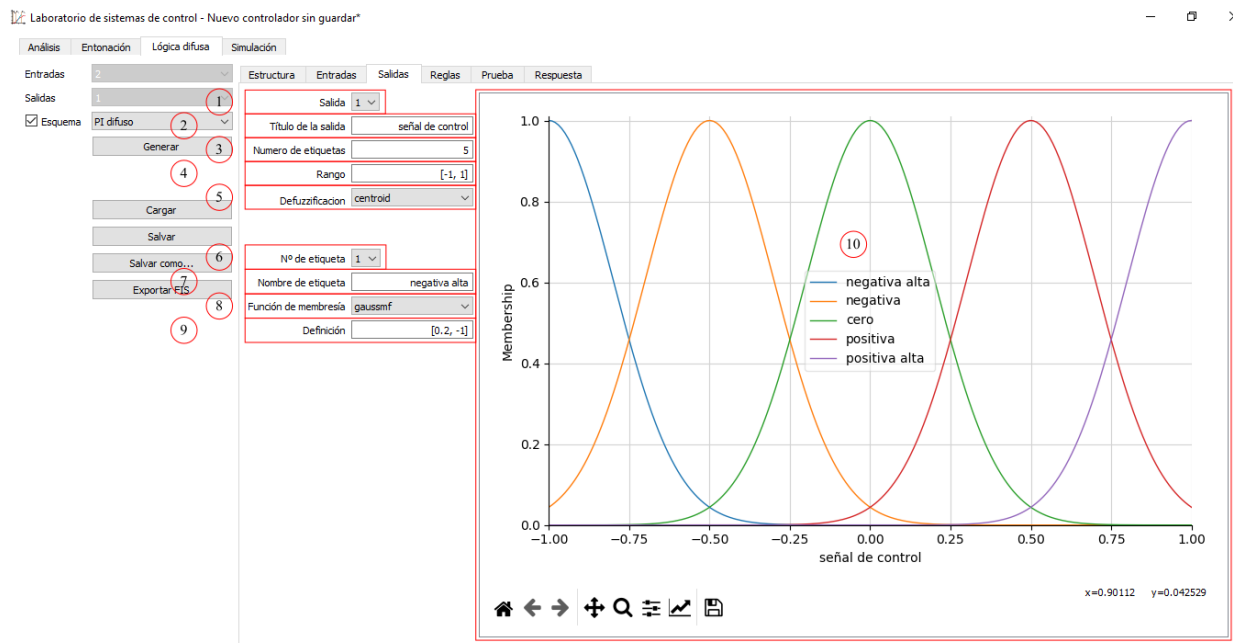 Laboratorio de sistemas de control - Nuevo controlador sin guardar*
Análisis Entonación Lógica difusa Simulación
Entradas 2
Salidas 1
Esquema PI difuso
Generar
Cargar
Salvar
Salvar como...
Exportar FIS
Estructura Entradas Salidas Reglas Prueba Respuesta
1 Salida 1
2 Título de la salida señal de control
3 Numero de etiquetas 5
4 Rango [-1, 1]
5 Defuzzificacion centroid
6 Nº de etiqueta 1
7 Nombre de etiqueta negativa alta
8 Función de membresía gaussmf
9 Definición [0.2, -1]
10
Membership
1.0
0.8
0.6
0.4
0.2
0.0
negativa alta
negativa
cero
positiva
positiva alta
−1.00 −0.75 −0.50 −0.25 0.00 0.25 0.50 0.75 1.00
señal de control
x=0.90112 y=0.042529